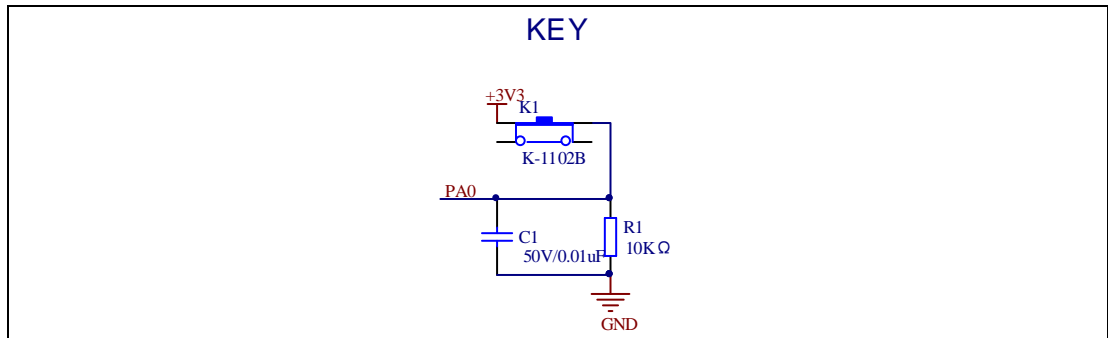 KEY
+3V3
K1
K-1102B
PA0
C1
50V/0.01uF
R1
10KΩ
GND